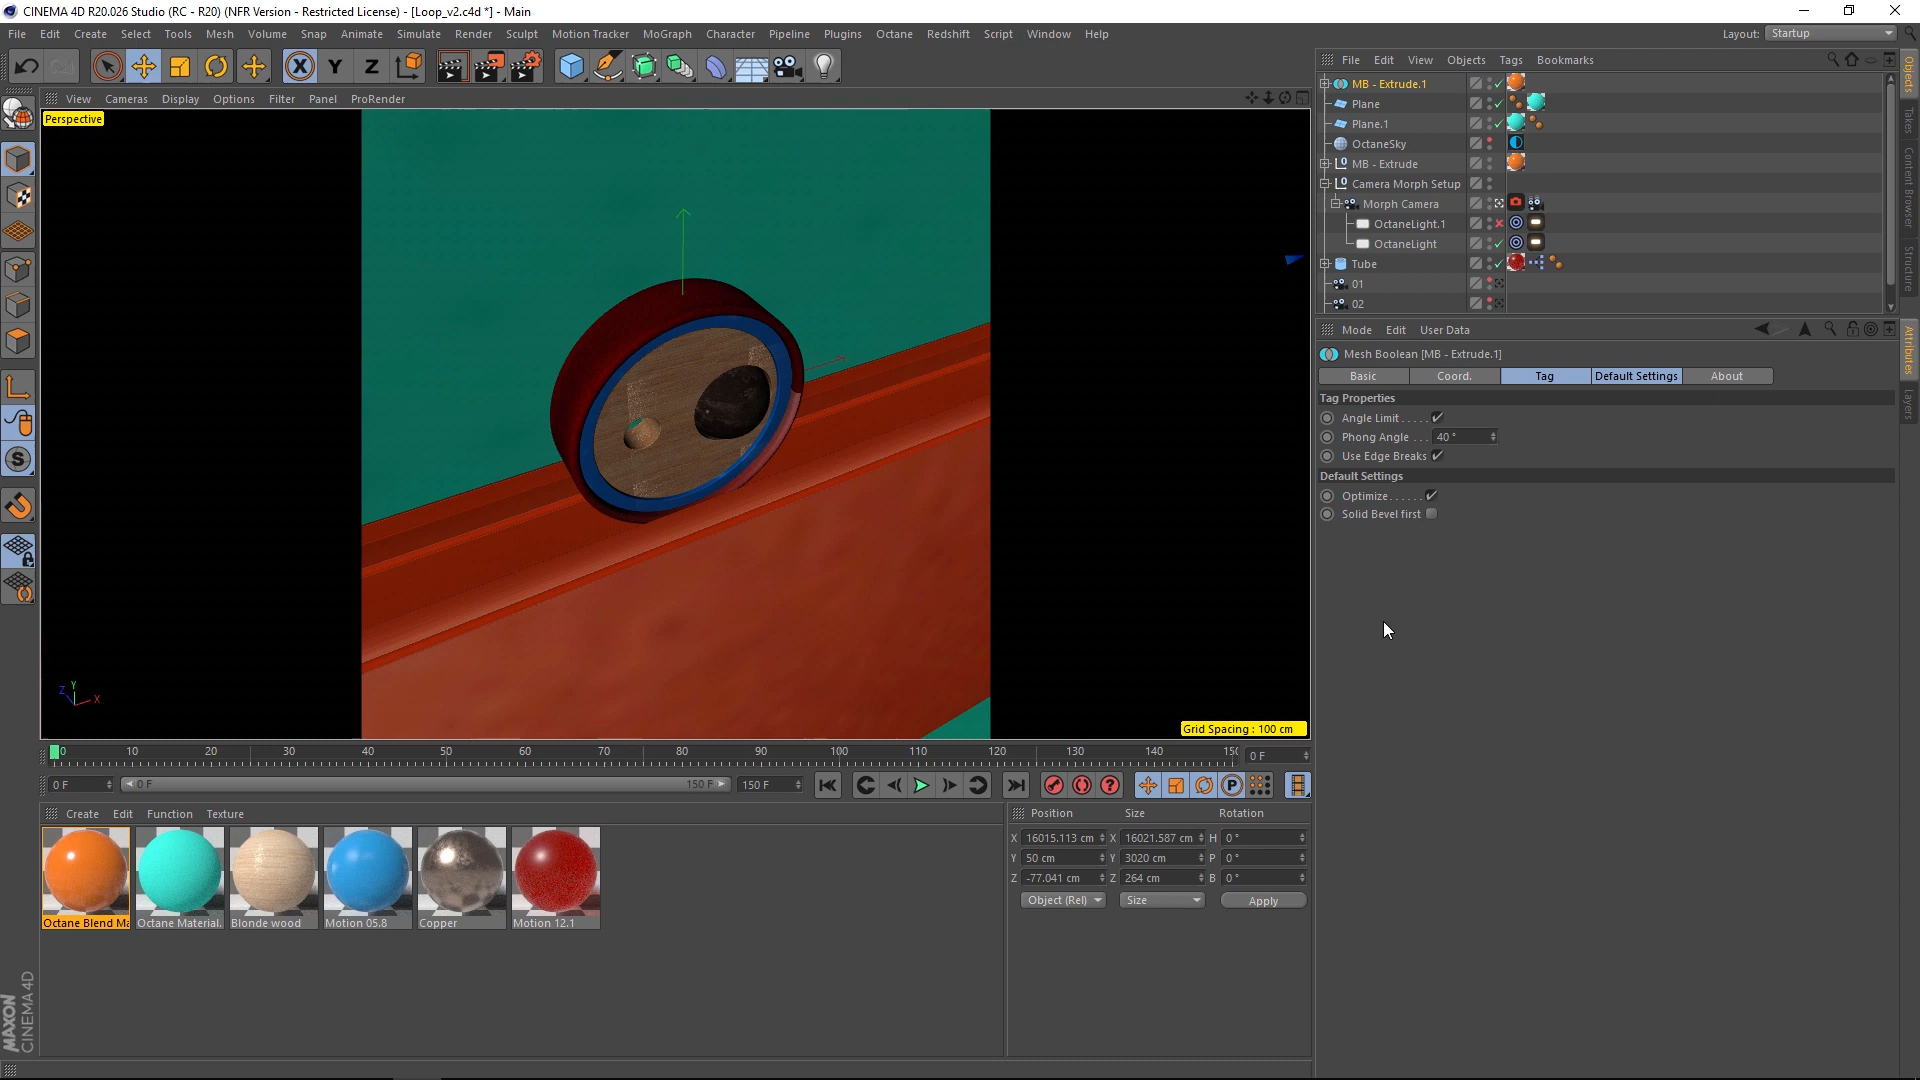 CINEMA 4D R20.026 Studio (RC - R20) (NFR Version - Restricted License) - [Loop_v2.c4d *] - Main
File Edit Create Select Tools Mesh Volume Snap Animate Simulate Render Sculpt Motion Tracker MoGraph Character Pipeline Plugins Octane Redshift Script Window Help Layout: Startup
X Y Z
View Cameras Display Options Filter Panel ProRender
Perspective
Z Y X
Grid Spacing : 100 cm
File Edit View Objects Tags Bookmarks
MB - Extrude.1
Plane
Plane.1
OctaneSky
MB - Extrude
Camera Morph Setup
Morph Camera
OctaneLight.1
OctaneLight
Tube
01
02
Objects
Takes
Content Browser
Structure
Mode Edit User Data
Mesh Boolean [MB - Extrude.1]
Basic Coord. Tag Default Settings About
Tag Properties
Angle Limit.....
Phong Angle ... 40 °
Use Edge Breaks
Default Settings
Optimize......
Solid Bevel first
Attributes
Layers
0 10 20 30 40 50 60 70 80 90 100 110 120 130 140 150 0 F
0 F 0 F 150 F 150 F
P
Create Edit Function Texture
Octane Blend Ma
Octane Material.
Blonde wood
Motion 05.8
Copper
Motion 12.1
Position Size Rotation
X 16015.113 cm X 16021.587 cm H 0 °
Y 50 cm Y 3020 cm P 0 °
Z -77.041 cm Z 264 cm B 0 °
Object (Rel) Size Apply
MAXON
CINEMA 4D